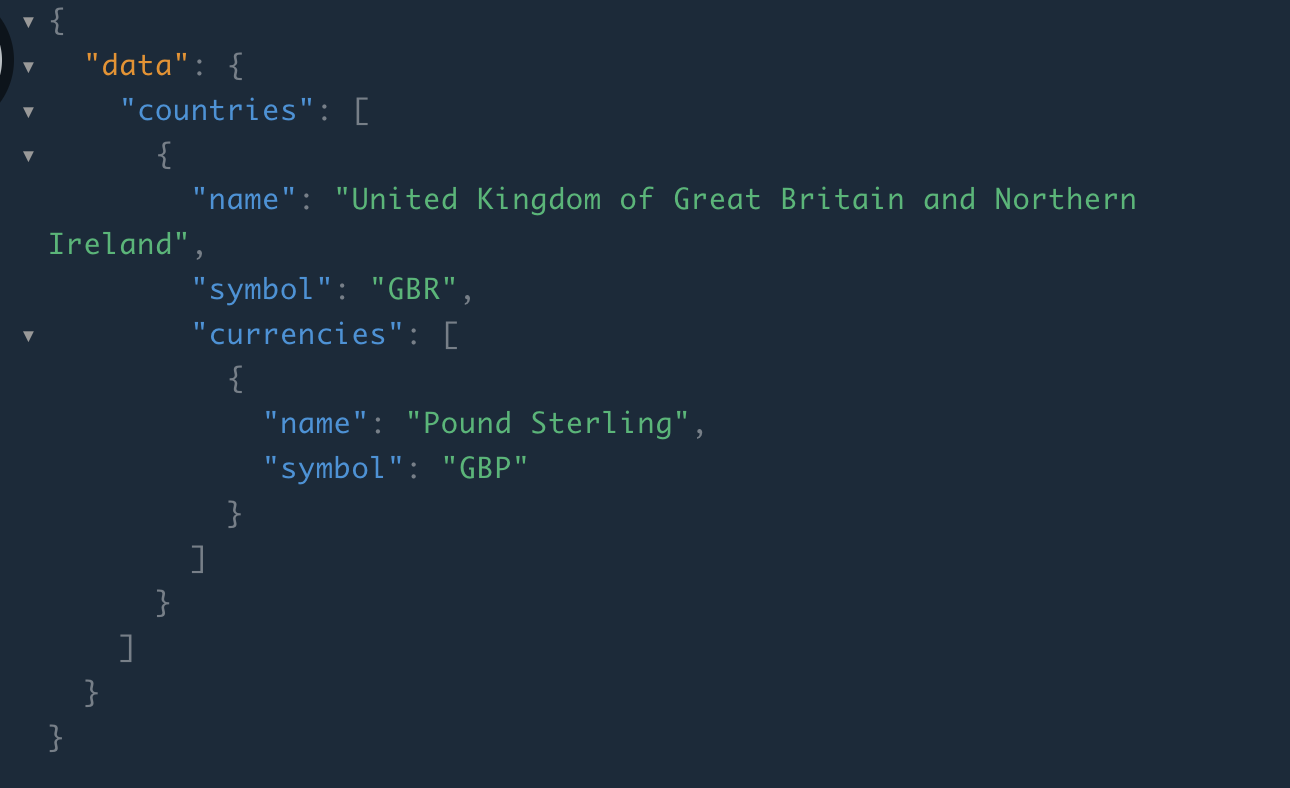 {
  "data": {
    "countries": [
      {
        "name": "United Kingdom of Great Britain and Northern
Ireland",
        "symbol": "GBR",
        "currencies": [
          {
            "name": "Pound Sterling",
            "symbol": "GBP"
          }
        ]
      }
    ]
  }
}